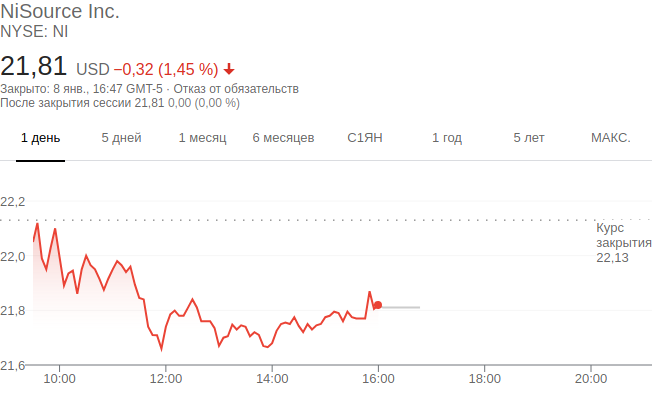 NiSource Inc.
NYSE: NI
21,81 USD −0,32 (1,45 %)
Закрыто: 8 янв., 16:47 GMT-5 · Отказ от обязательств
После закрытия сессии 21,81 0,00 (0,00 %)
1 день 5 дней 1 месяц 6 месяцев С1ЯН 1 год 5 лет МАКС.
22,2
Курс
закрытия
22,13
22,0
21,8
21,6
10:00 12:00 14:00 16:00 18:00 20:00